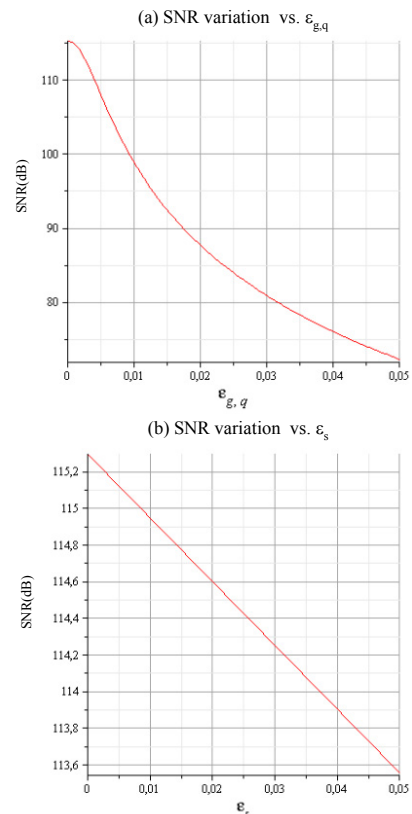 (a) SNR variation vs. εg,q
110
100
90
80
SNR(dB)
0 0,01 0,02 0,03 0,04 0,05
εg, q
(b) SNR variation vs. εs
115,2
115
114,8
114,6
114,4
114,2
114
113,8
113,6
SNR(dB)
0 0,01 0,02 0,03 0,04 0,05